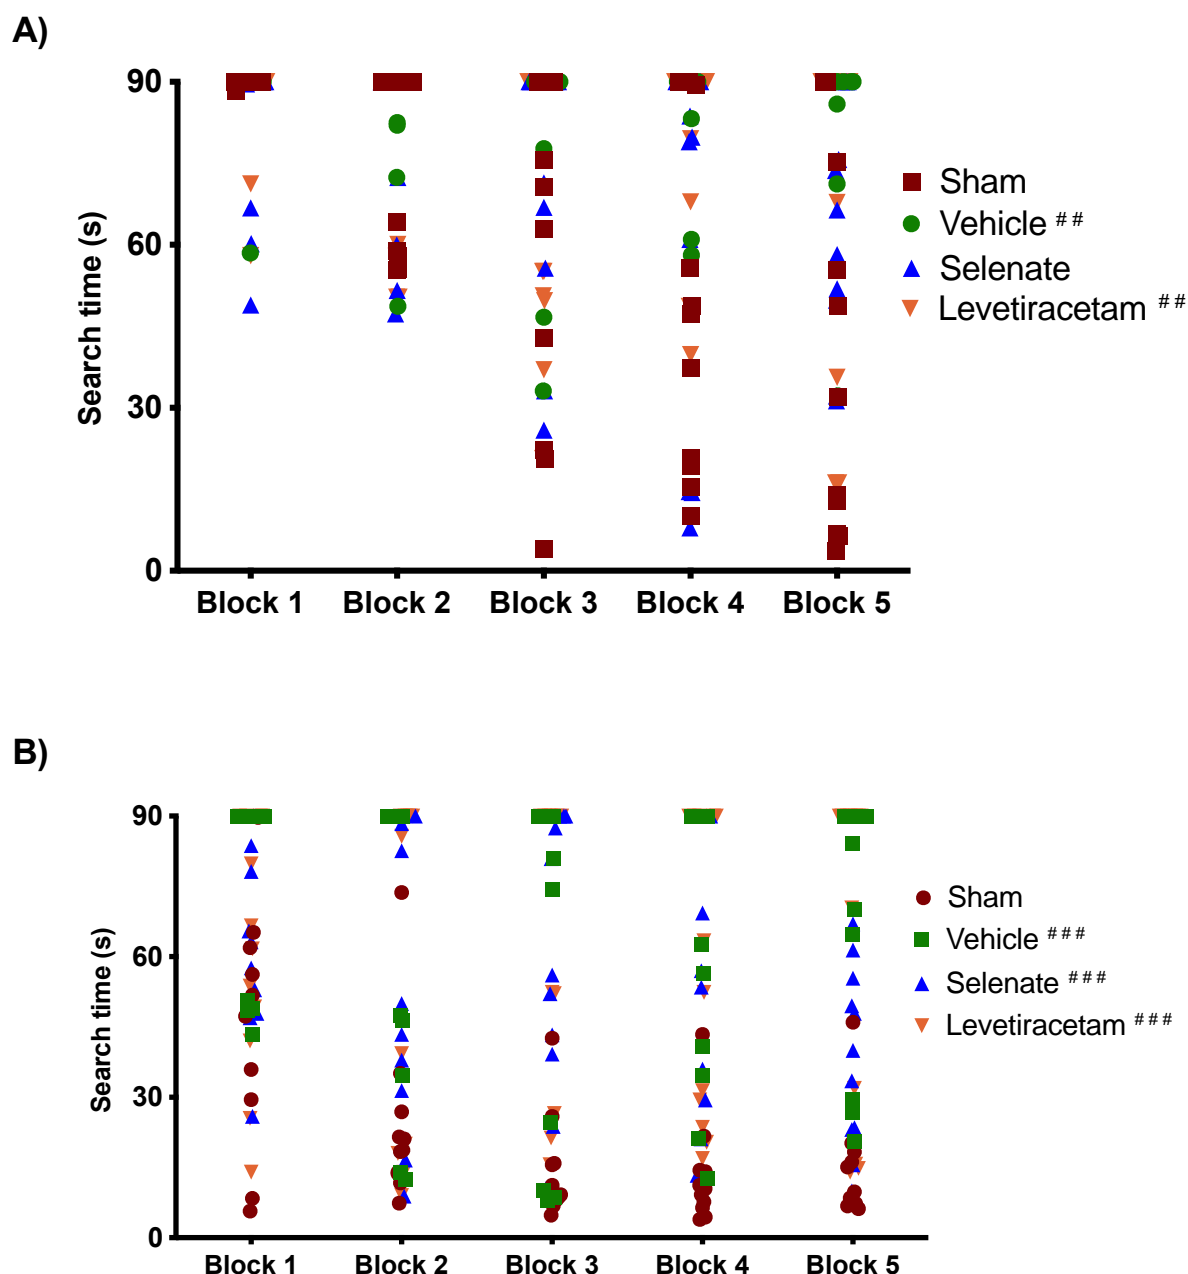 A)
90
60
30
0
Search time (s)
Block 1 Block 2 Block 3 Block 4 Block 5
Sham
Vehicle ##
Selenate
Levetiracetam ##
B)
90
60
30
0
Search time (s)
Block 1 Block 2 Block 3 Block 4 Block 5
Sham
Vehicle ###
Selenate ###
Levetiracetam ###